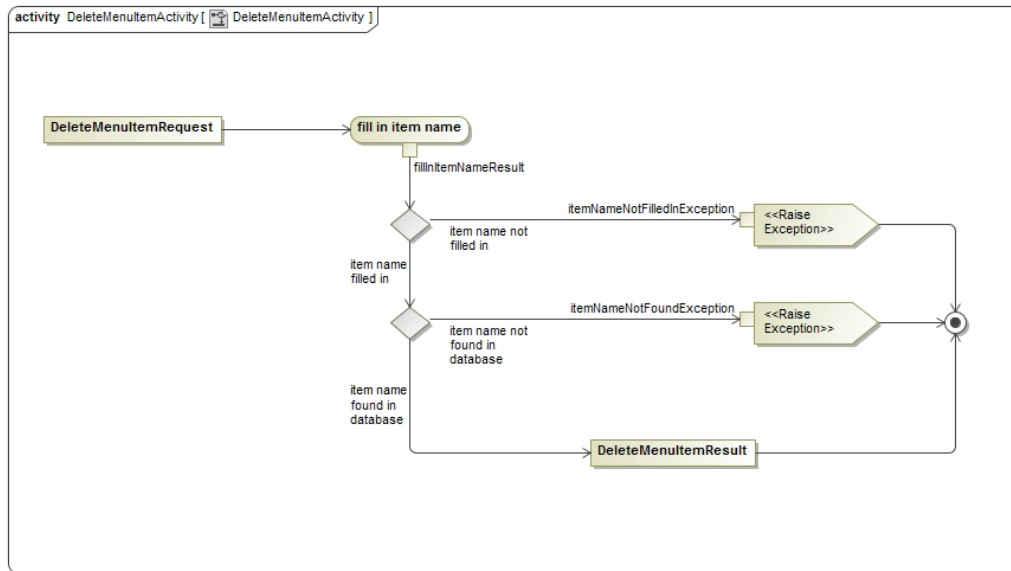 activity DeleteMenuItemActivity [ DeleteMenuItemActivity ]
DeleteMenuItemRequest
fill in item name
fillInItemNameResult
itemNameNotFilledInException
<<Raise
Exception>>
item name not
filled in
item name
filled in
itemNameNotFoundException
<<Raise
Exception>>
item name not
found in
database
item name
found in
database
DeleteMenuItemResult